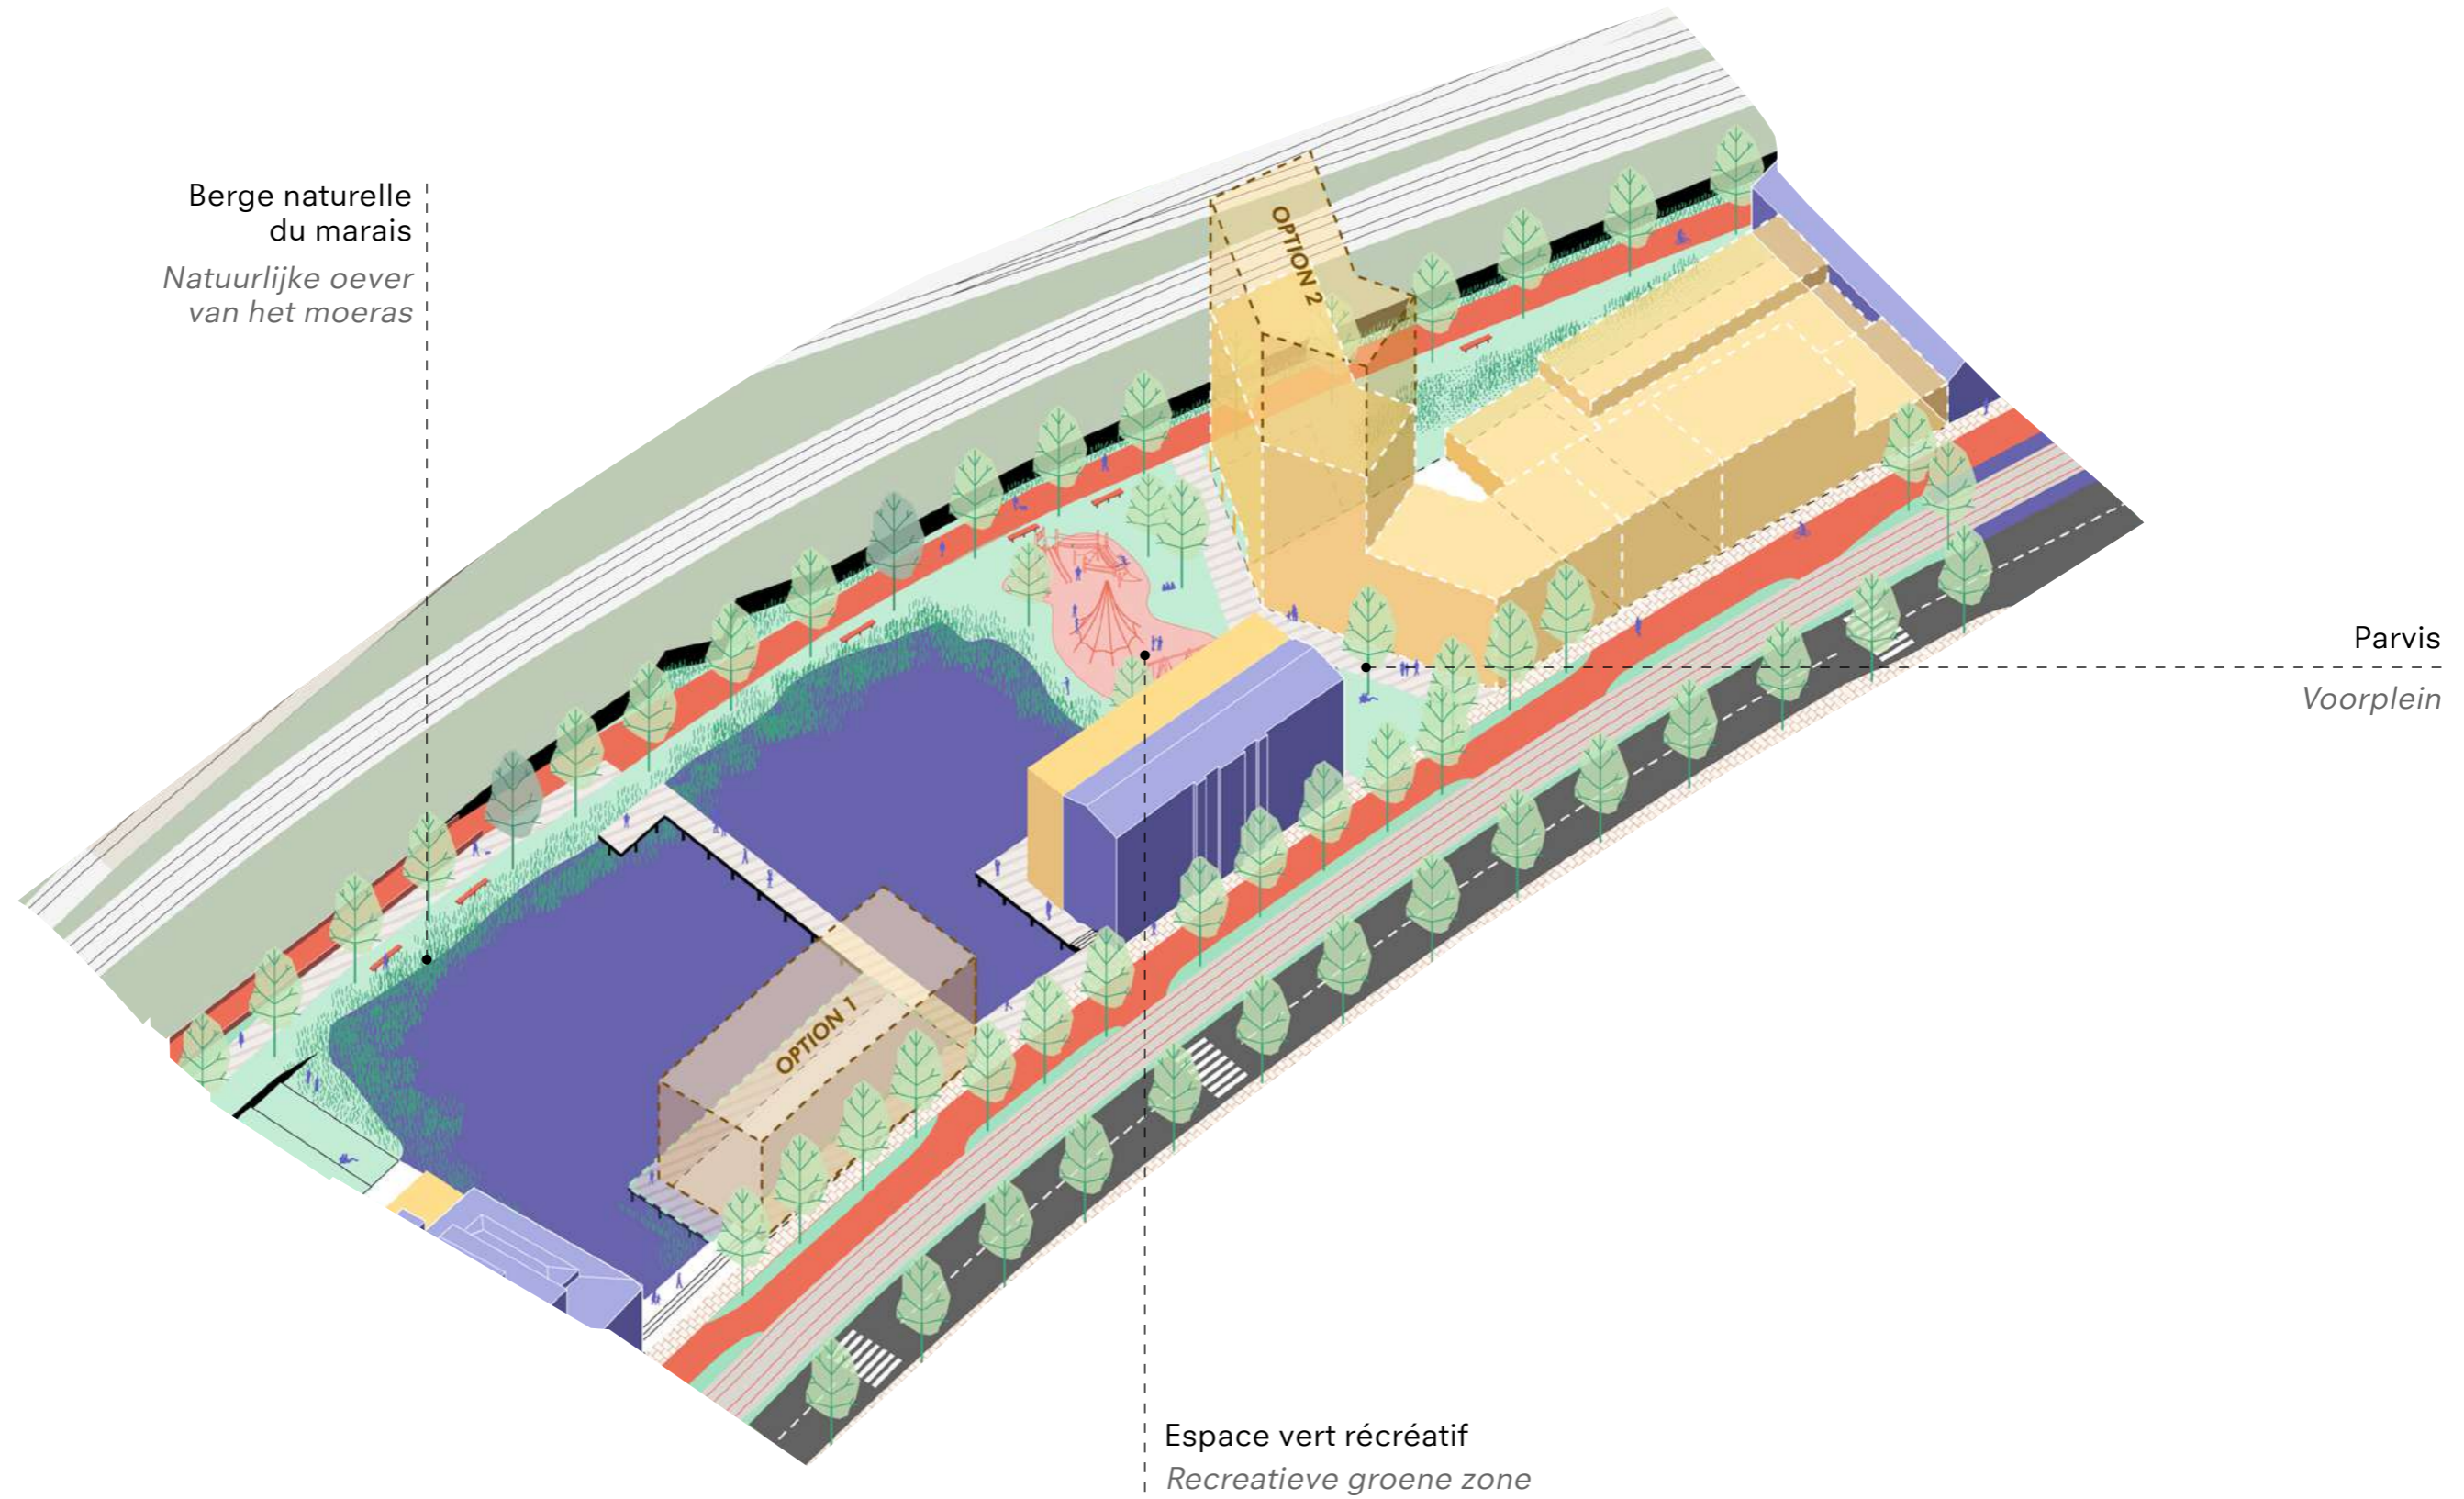 Berge naturelle
du marais
Natuurlijke oever
van het moeras
OPTION 2
Parvis
Voorplein
OPTION 1
Espace vert récréatif
Recreatieve groene zone